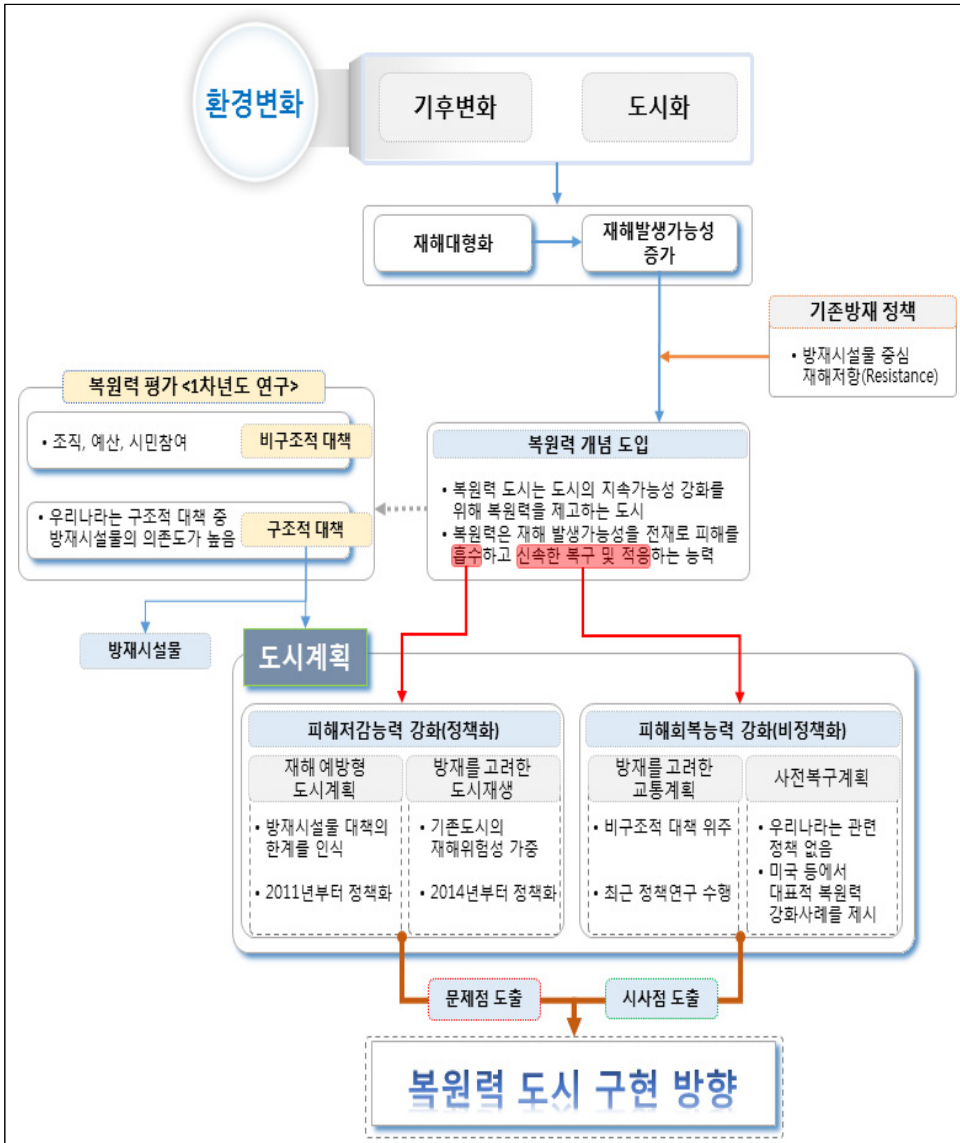 환경변화
기후변화
도시화
재해대형화
재해발생가능성
증가
기존방재 정책
• 방재시설물 중심
재해저항(Resistance)
복원력 평가 <1차년도 연구>
• 조직, 예산, 시민참여
비구조적 대책
• 우리나라는 구조적 대책 중
방재시설물의 의존도가 높음
구조적 대책
복원력 개념 도입
• 복원력 도시는 도시의 지속가능성 강화를
위해 복원력을 제고하는 도시
• 복원력은 재해 발생가능성을 전재로 피해를
흡수하고 신속한 복구 및 적응하는 능력
방재시설물
도시계획
피해저감능력 강화(정책화)
재해 예방형
도시계획
• 방재시설물 대책의
한계를 인식
• 2011년부터 정책화
방재를 고려한
도시재생
• 기존도시의
재해위험성 가중
• 2014년부터 정책화
피해회복능력 강화(비정책화)
방재를 고려한
교통계획
• 비구조적 대책 위주
• 최근 정책연구 수행
사전복구계획
• 우리나라는 관련
정책 없음
• 미국 등에서
대표적 복원력
강화사례를 제시
문제점 도출
시사점 도출
복원력 도시 구현 방향